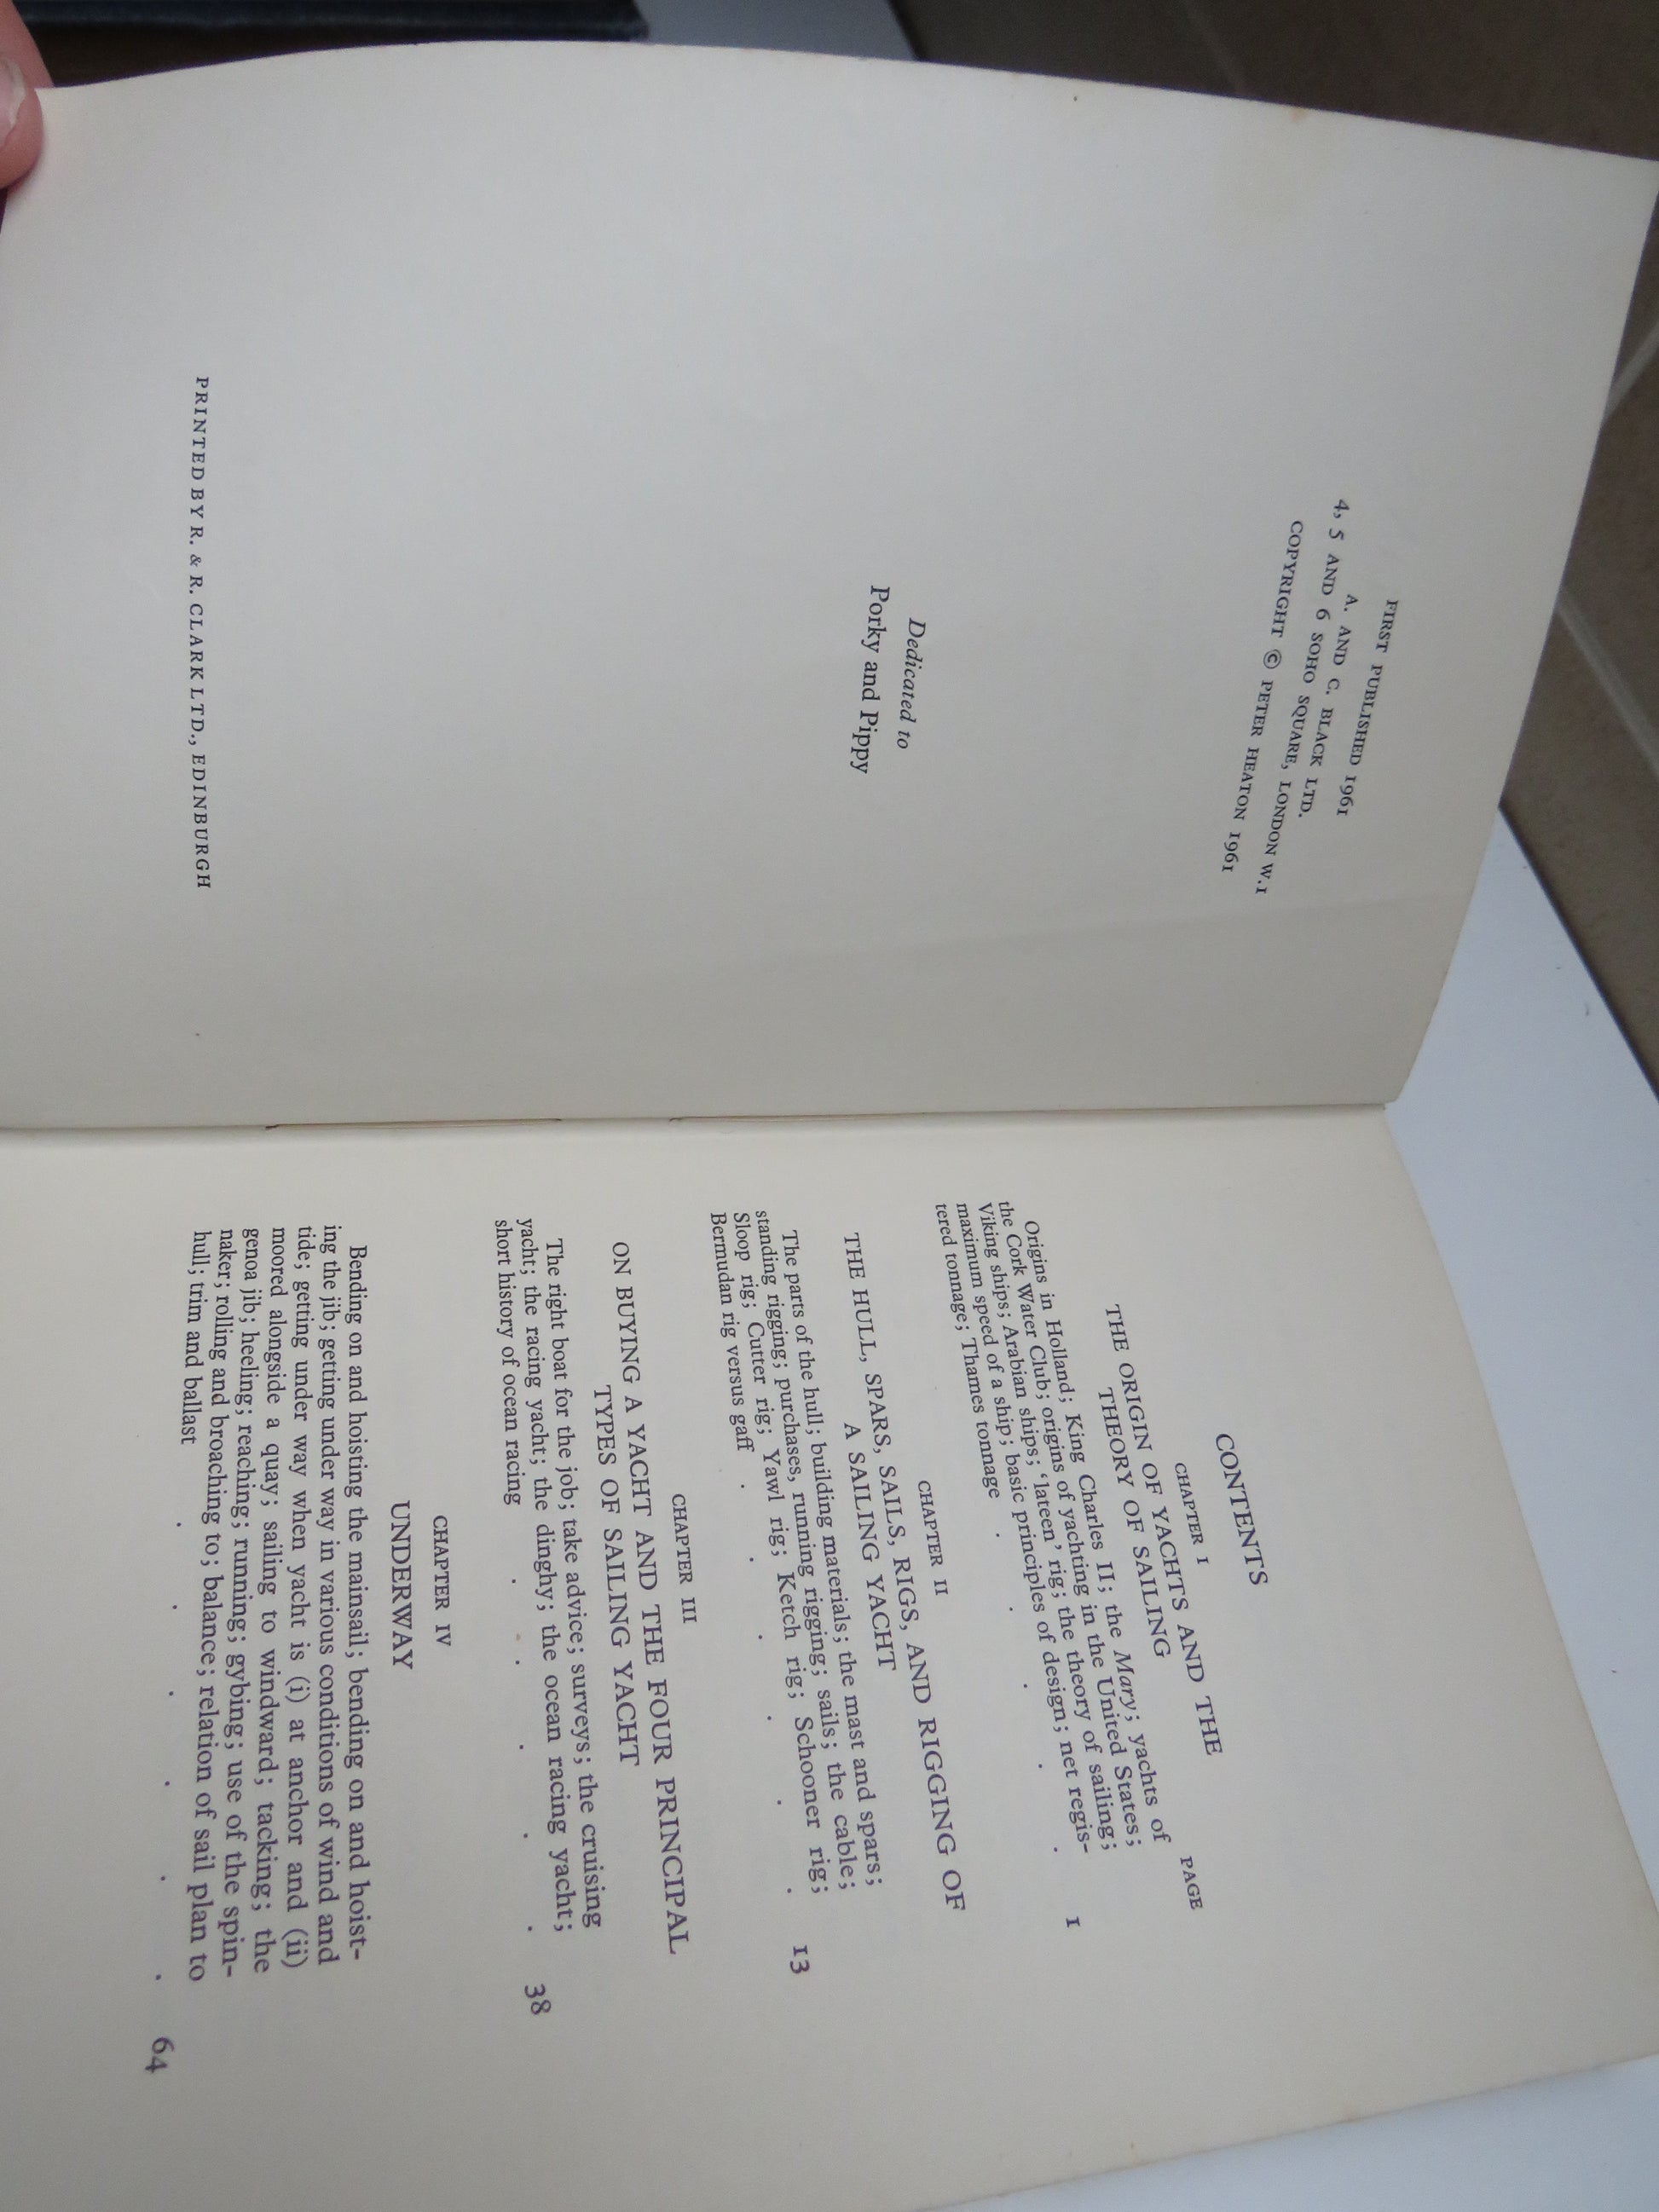 FIRST PUBLISHED 1961
A. AND C. BLACK LTD.
4, 5 AND 6 SOHO SQUARE, LONDON W.1
COPYRIGHT © PETER HEATON 1961
Dedicated to
Porky and Pippy
PRINTED BY R. & R. CLARK LTD., EDINBURGH
CONTENTS
CHAPTER I
PAGE
THE ORIGIN OF YACHTS AND THE
THEORY OF SAILING
Origins in Holland; King Charles II; the Mary; yachts of
the Cork Water Club; origins of yachting in the United States;
Viking ships; Arabian ships; 'lateen' rig; the theory of sailing;
maximum speed of a ship; basic principles of design; net regis-
tered tonnage; Thames tonnage . . . . . 1
CHAPTER II
THE HULL, SPARS, SAILS, RIGS, AND RIGGING OF
A SAILING YACHT
The parts of the hull; building materials; the mast and spars;
standing rigging; purchases, running rigging; sails; the cable;
Sloop rig; Cutter rig; Yawl rig; Ketch rig; Schooner rig;
Bermudan rig versus gaff . . . . . . 13
CHAPTER III
ON BUYING A YACHT AND THE FOUR PRINCIPAL
TYPES OF SAILING YACHT
The right boat for the job; take advice; surveys; the cruising
yacht; the racing yacht; the dinghy; the ocean racing yacht;
short history of ocean racing . . . . . 38
CHAPTER IV
UNDERWAY
Bending on and hoisting the mainsail; bending on and hoist-
ing the jib; getting under way in various conditions of wind and
tide; getting under way when yacht is (i) at anchor and (ii)
moored alongside a quay; sailing to windward; tacking; the
genoa jib; heeling; reaching; running; gybing; use of the spin-
naker; rolling and broaching to; balance; relation of sail plan to
hull; trim and ballast . . . . . . 64